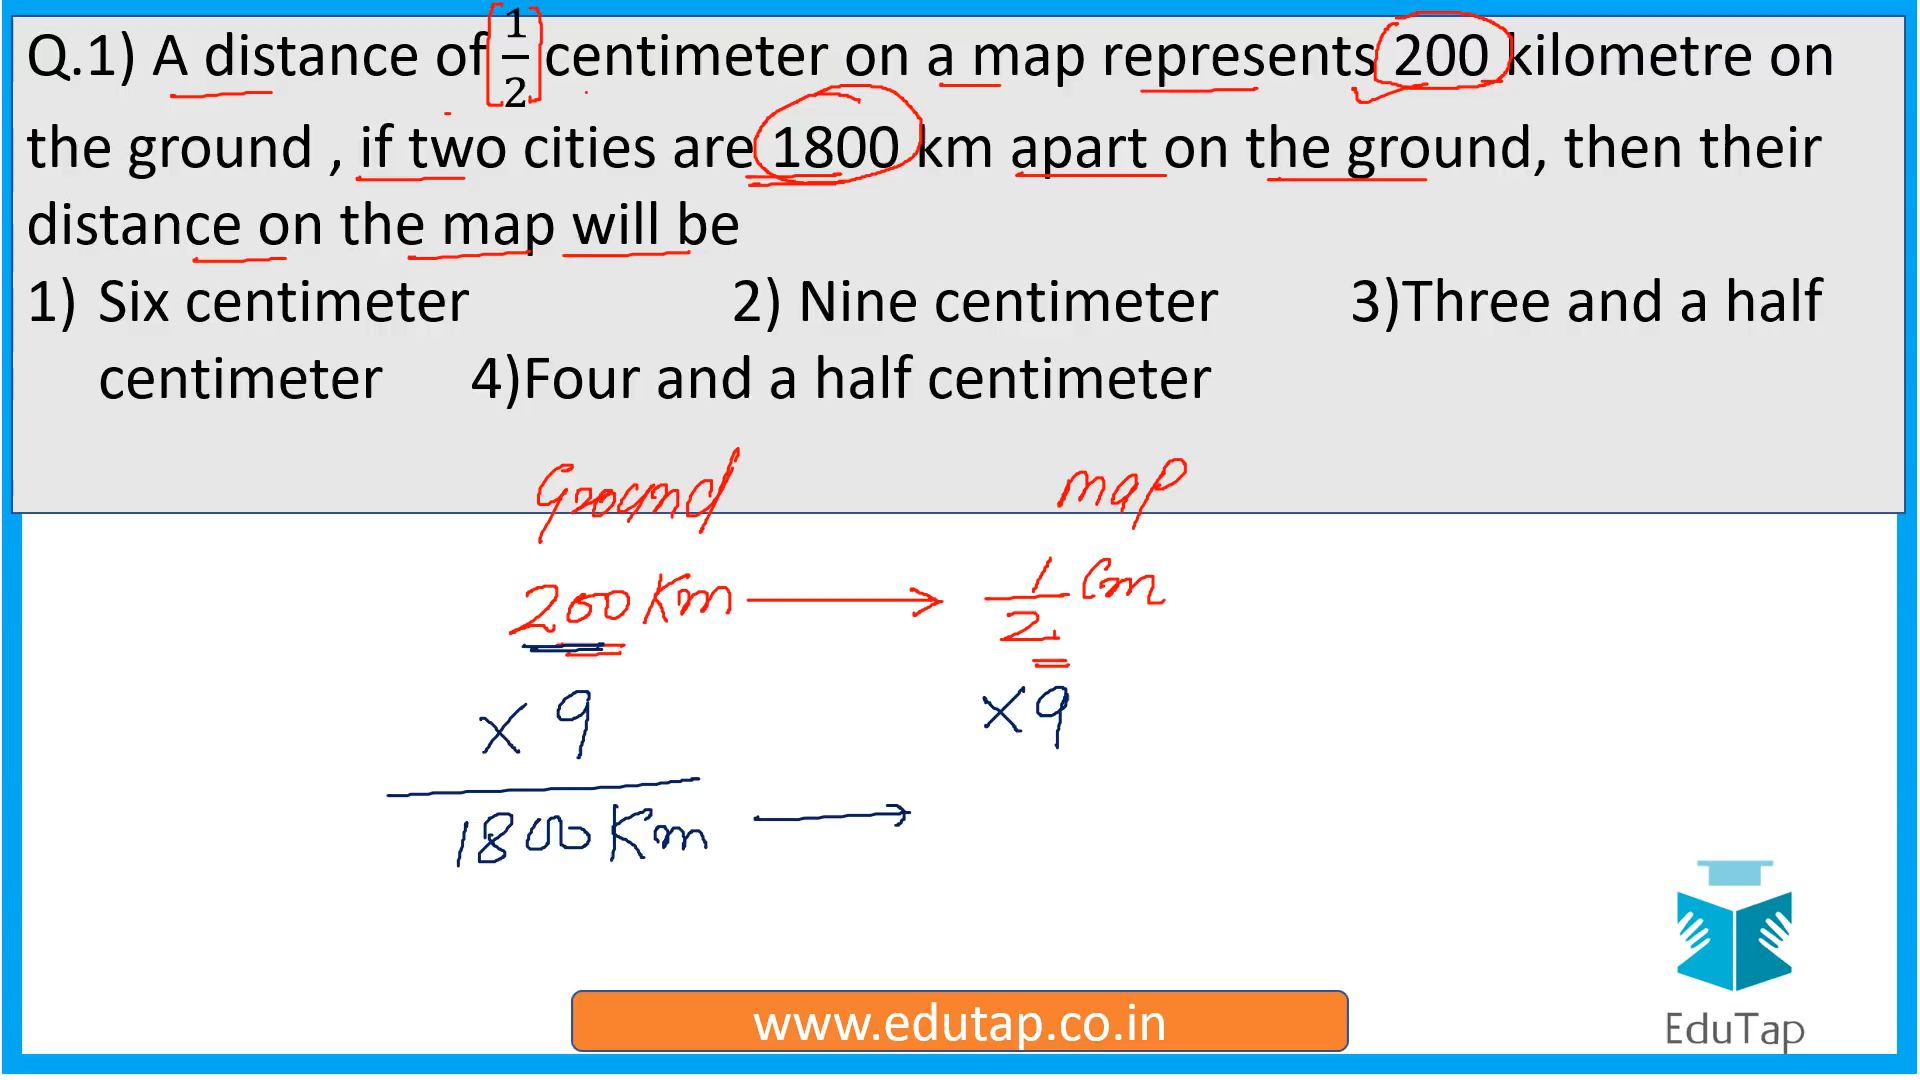 Q.1) A distance of [1/2] centimeter on a map represents 200 kilometre on
the ground , if two cities are 1800 km apart on the ground, then their
distance on the map will be
1) Six centimeter 2) Nine centimeter 3)Three and a half
centimeter 4)Four and a half centimeter
Ground map
200 Km → 1/2 cm
× 9 × 9
1800 Km →
EduTap
www.edutap.co.in